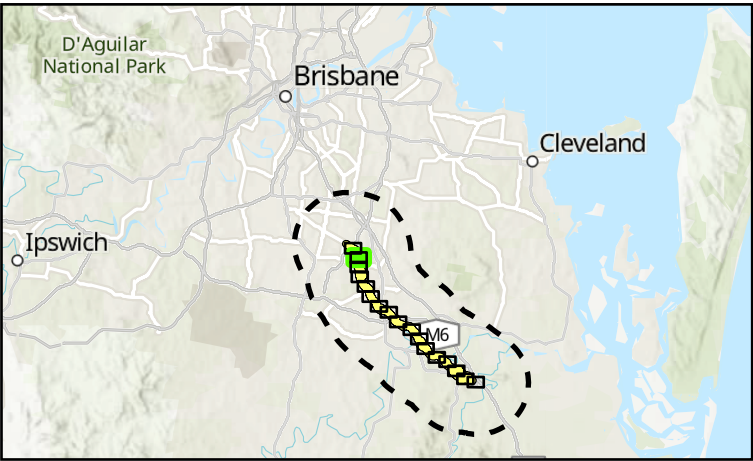 D'Aguilar
National Park
Brisbane
Cleveland
Ipswich
M6